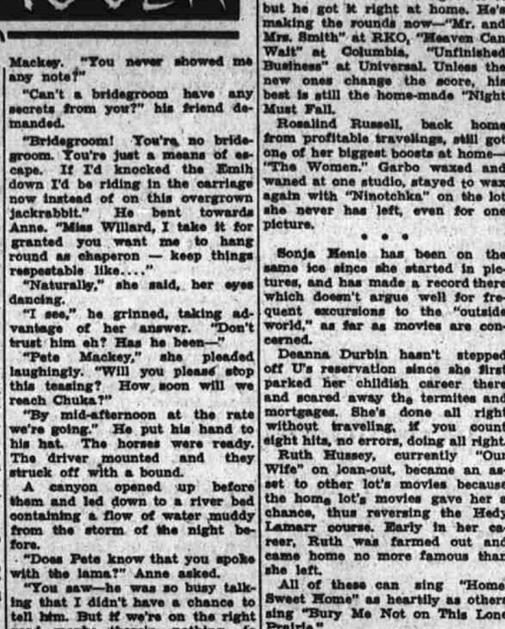 Mackey. "You never showed me
any note?"
"Can't a bridegroom have any
secrets from you?" his friend de-
manded.
"Bridegroom! You're no bride-
groom. You're just a means of es-
cape. If I'd knocked the Emih
down I'd be riding in the carriage
now instead of on this overgrown
jackrabbit." He bent towards
Anne. "Miss Willard, I take it for
granted you want me to hang
round as chaperon — keep things
respestable like...."
"Naturally," she said, her eyes
dancing.
"I see," he grinned, taking ad-
vantage of her answer. "Don't
trust him eh? Has he been—"
"Pete Mackey," she pleaded
laughingly. "Will you please stop
this teasing? How soon will we
reach Chuka?"
"By mid-afternoon at the rate
we're going." He put his hand to
his hat. The horses were ready.
The driver mounted and they
struck off with a bound.
A canyon opened up before
them and led down to a river bed
containing a flow of water muddy
from the storm of the night be-
fore.
"Does Pete know that you spoke
with the lama?" Anne asked.
"You saw—he was so busy talk-
ing that I didn't have a chance to
tell him. But if we're on the right
but he got it right at home. He's
making the rounds now—"Mr. and
Mrs. Smith" at RKO, "Heaven Can
Wait" at Columbia, "Unfinished
Business" at Universal. Unless the
new ones change the score, his
best is still the home-made "Night
Must Fall.
Rosalind Russell, back home
from profitable travelings, still got
one of her biggest boosts at home—
"The Women." Garbo waxed and
waned at one studio, stayed to wax
again with "Ninotchka" on the lot
she never has left, even for one
picture.
* * *
Sonja Henie has been on the
same ice since she started in pic-
tures, and has made a record there
which doesn't argue well for fre-
quent excursions to the "outside
world," as far as movies are con-
cerned.
Deanna Durbin hasn't stepped
off U's reservation since she first
parked her childish career there
and scared away the termites and
mortgages. She's done all right
without traveling, if you count
eight hits, no errors, doing all right.
Ruth Hussey, currently "Our
Wife" on loan-out, became an as-
set to other lot's movies because
the home lot's movies gave her a
chance, thus reversing the Hedy
Lamarr course. Early in her ca-
reer, Ruth was farmed out and
came home no more famous than
she left.
All of these can sing "Home
Sweet Home" as heartily as others
sing "Bury Me Not on This Lone
Prairie."